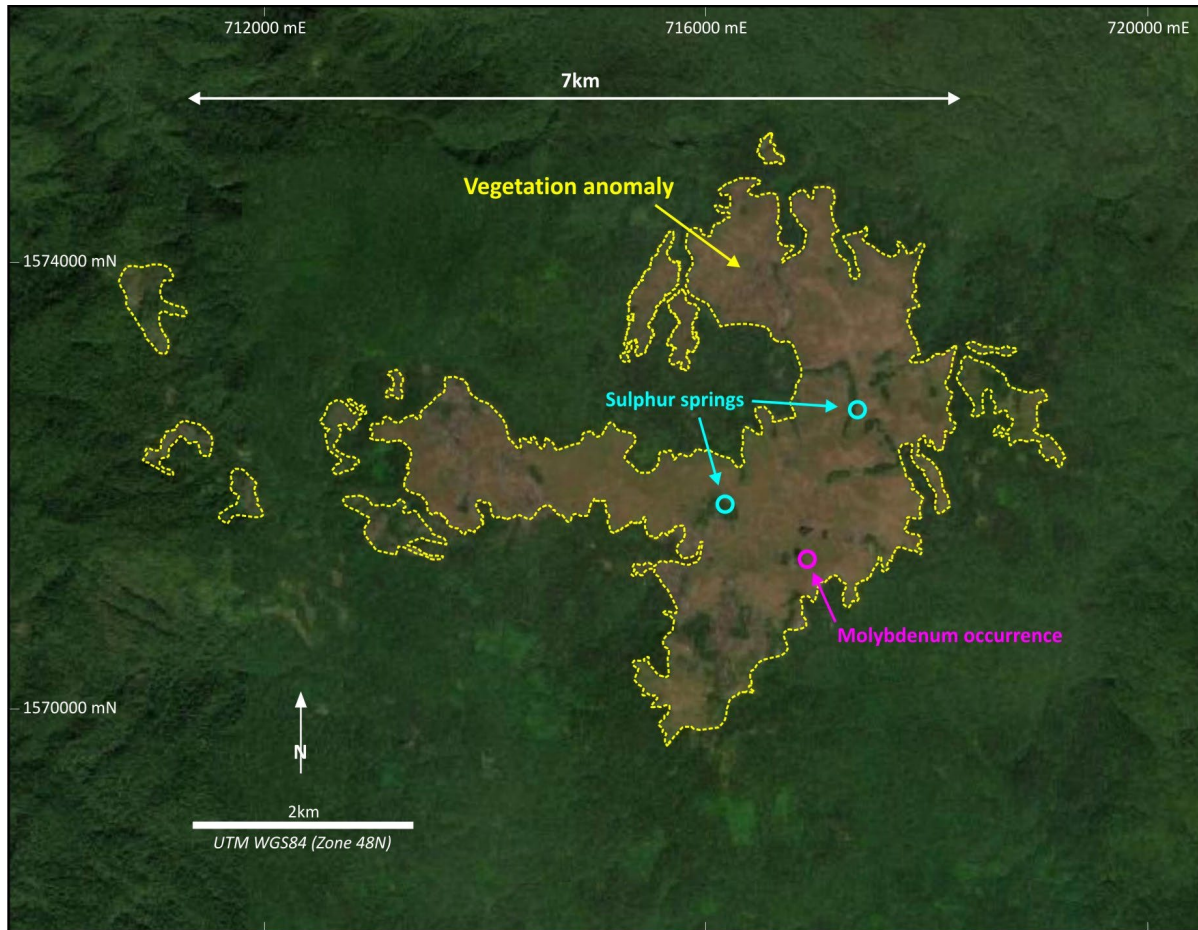 712000 mE
716000 mE
720000 mE
7km
Vegetation anomaly
1574000 mN
Sulphur springs
Molybdenum occurrence
1570000 mN
N
2km
UTM WGS84 (Zone 48N)